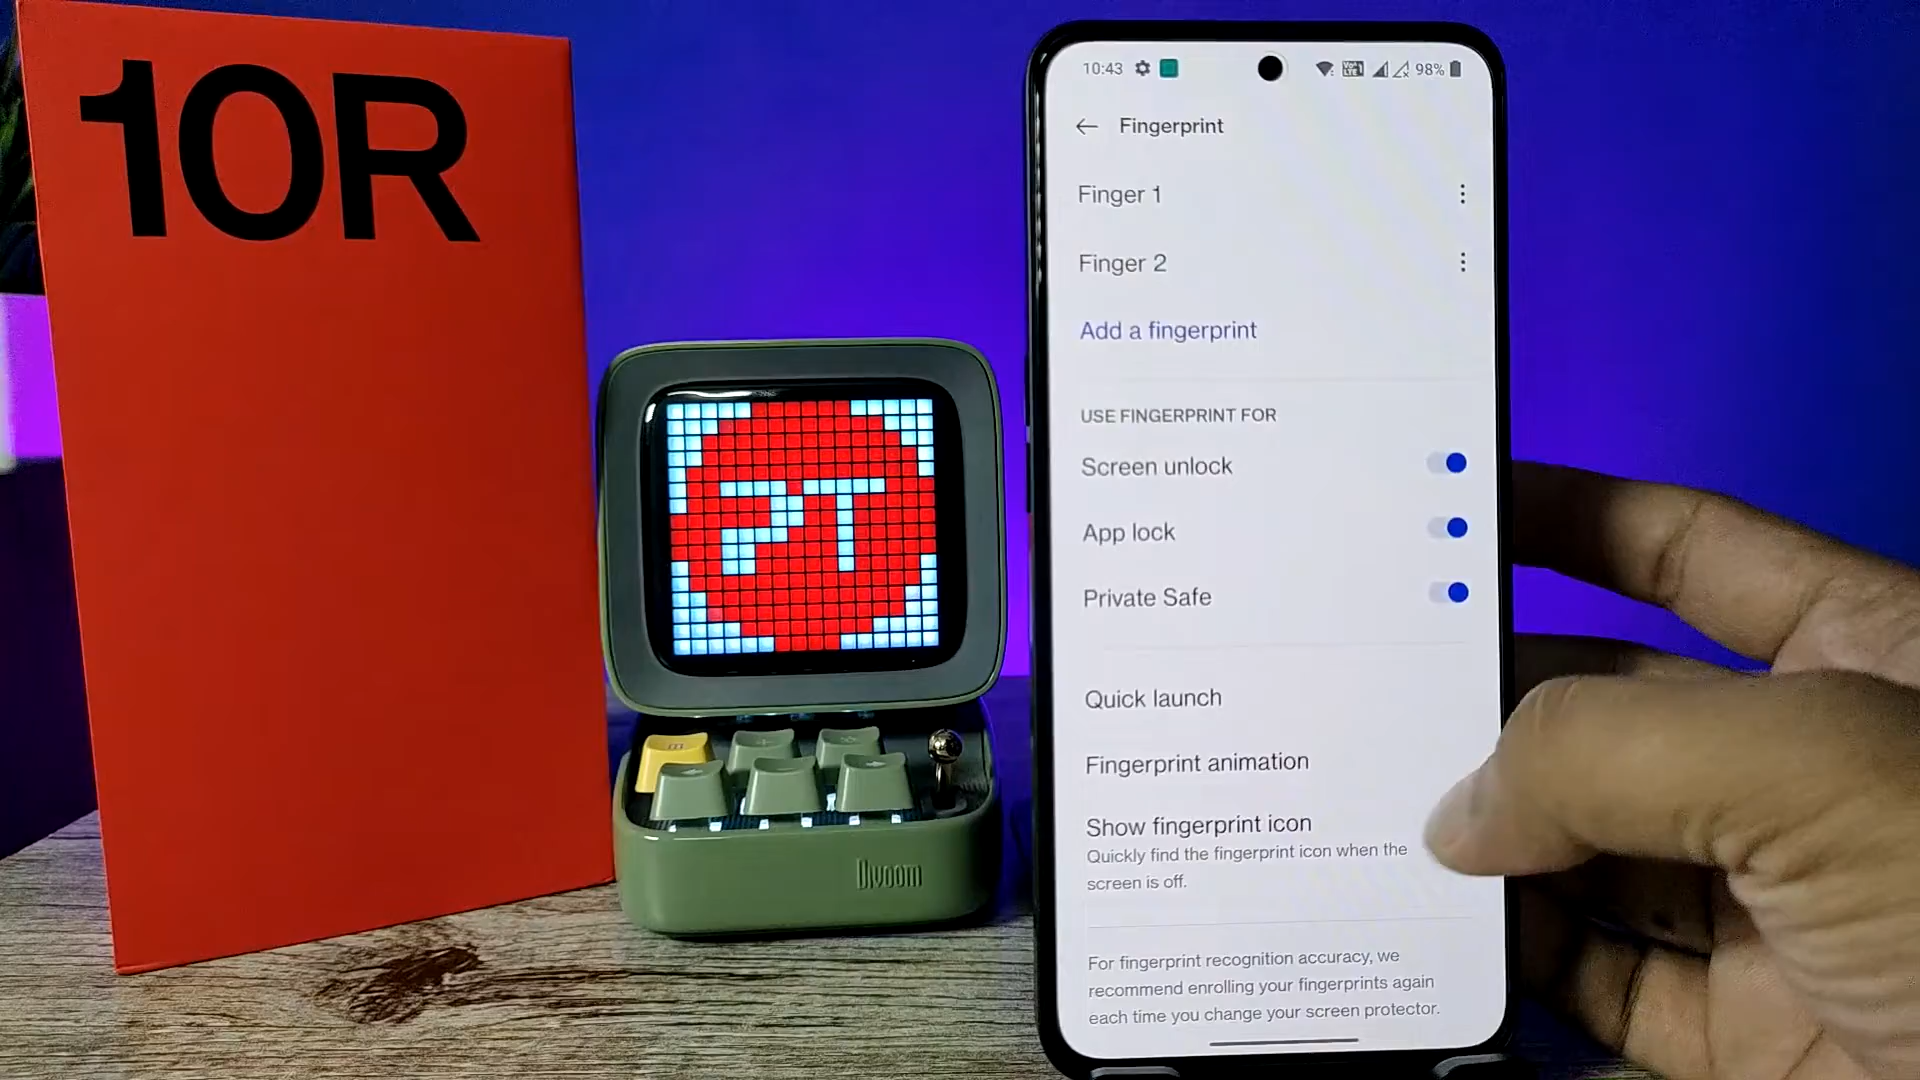 10R
PT
Divoom
10:43
98%
Fingerprint
Finger 1
Finger 2
Add a fingerprint
USE FINGERPRINT FOR
Screen unlock
App lock
Private Safe
Quick launch
Fingerprint animation
Show fingerprint icon
Quickly find the fingerprint icon when the
screen is off.
For fingerprint recognition accuracy, we
recommend enrolling your fingerprints again
each time you change your screen protector.